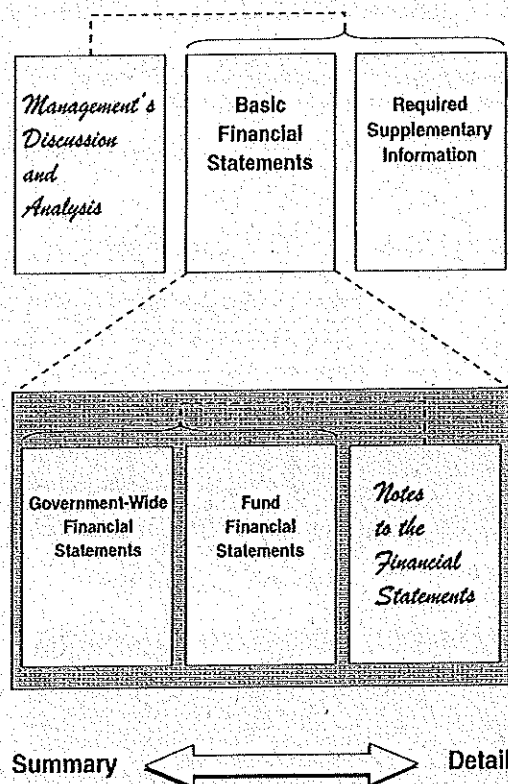 Management's
Discussion
and
Analysis
Basic
Financial
Statements
Required
Supplementary
Information
Government-Wide
Financial
Statements
Fund
Financial
Statements
Notes
to the
Financial
Statements
Summary
Detail